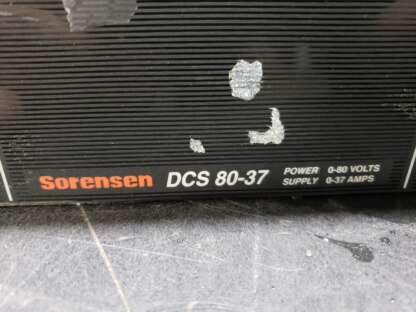 sorensen DCS 80-37 POWER 0-80 VOLTS
SUPPLY 0-37 AMPS